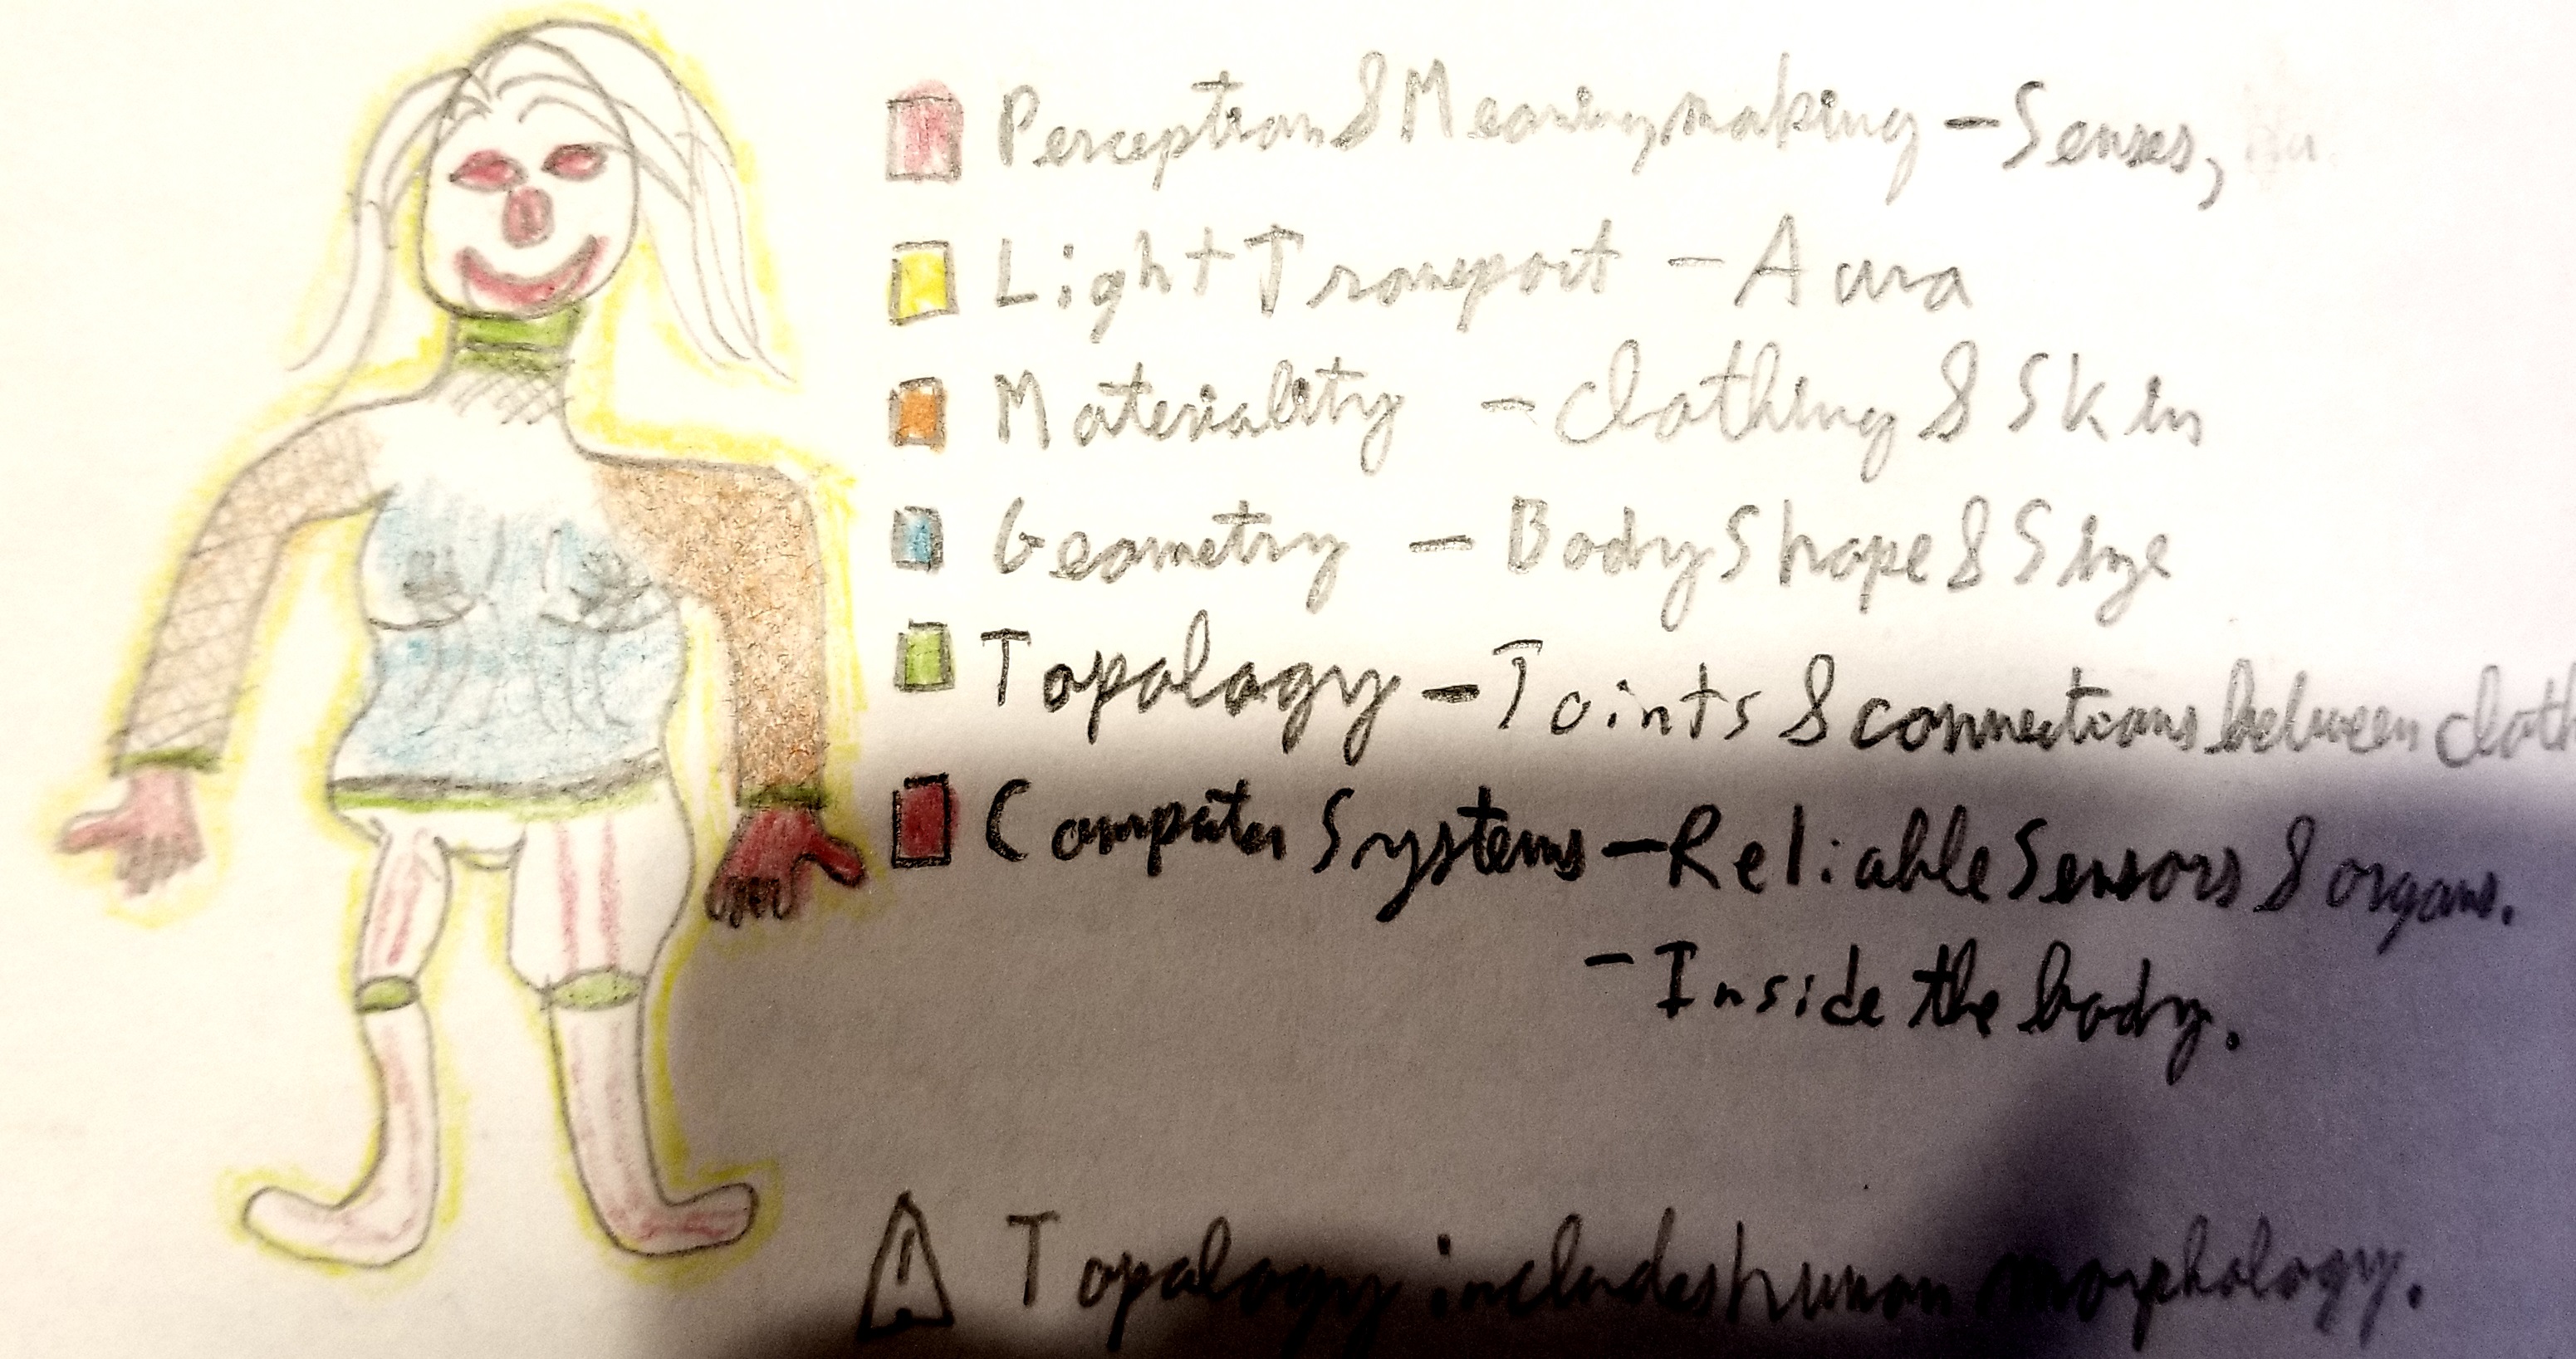 Perception & Meaningmaking - Senses,
Light Transport - Aura
Materiality - Clothing & Skin
Geometry - Body Shape & Size
Topology - Joints & connections between cloth
Computer Systems - Reliable Sensors & organs.
- Inside the body.
Topology includes human morphology.